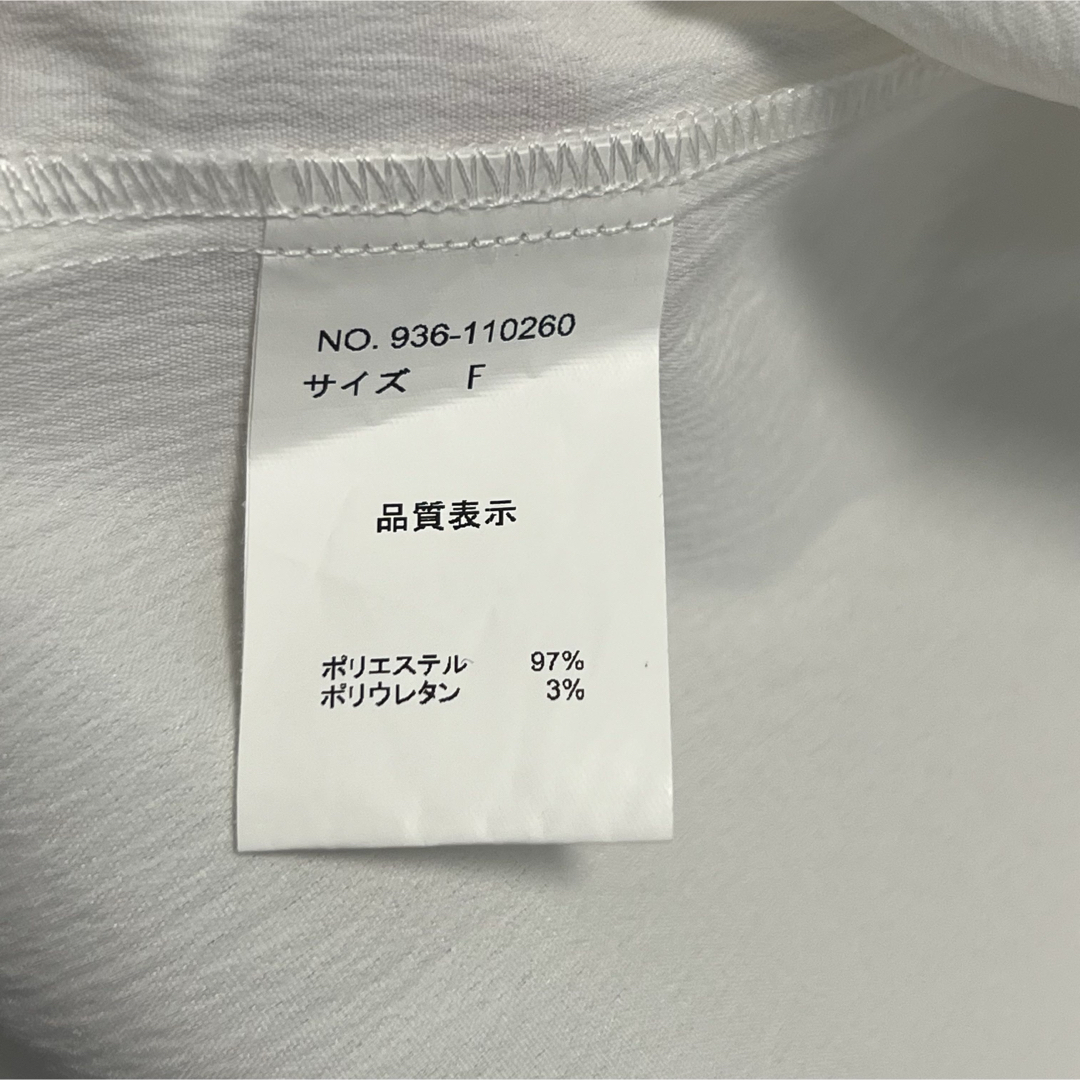 NO. 936-110260
サイズ F
品質表示
ポリエステル 97%
ポリウレタン 3%